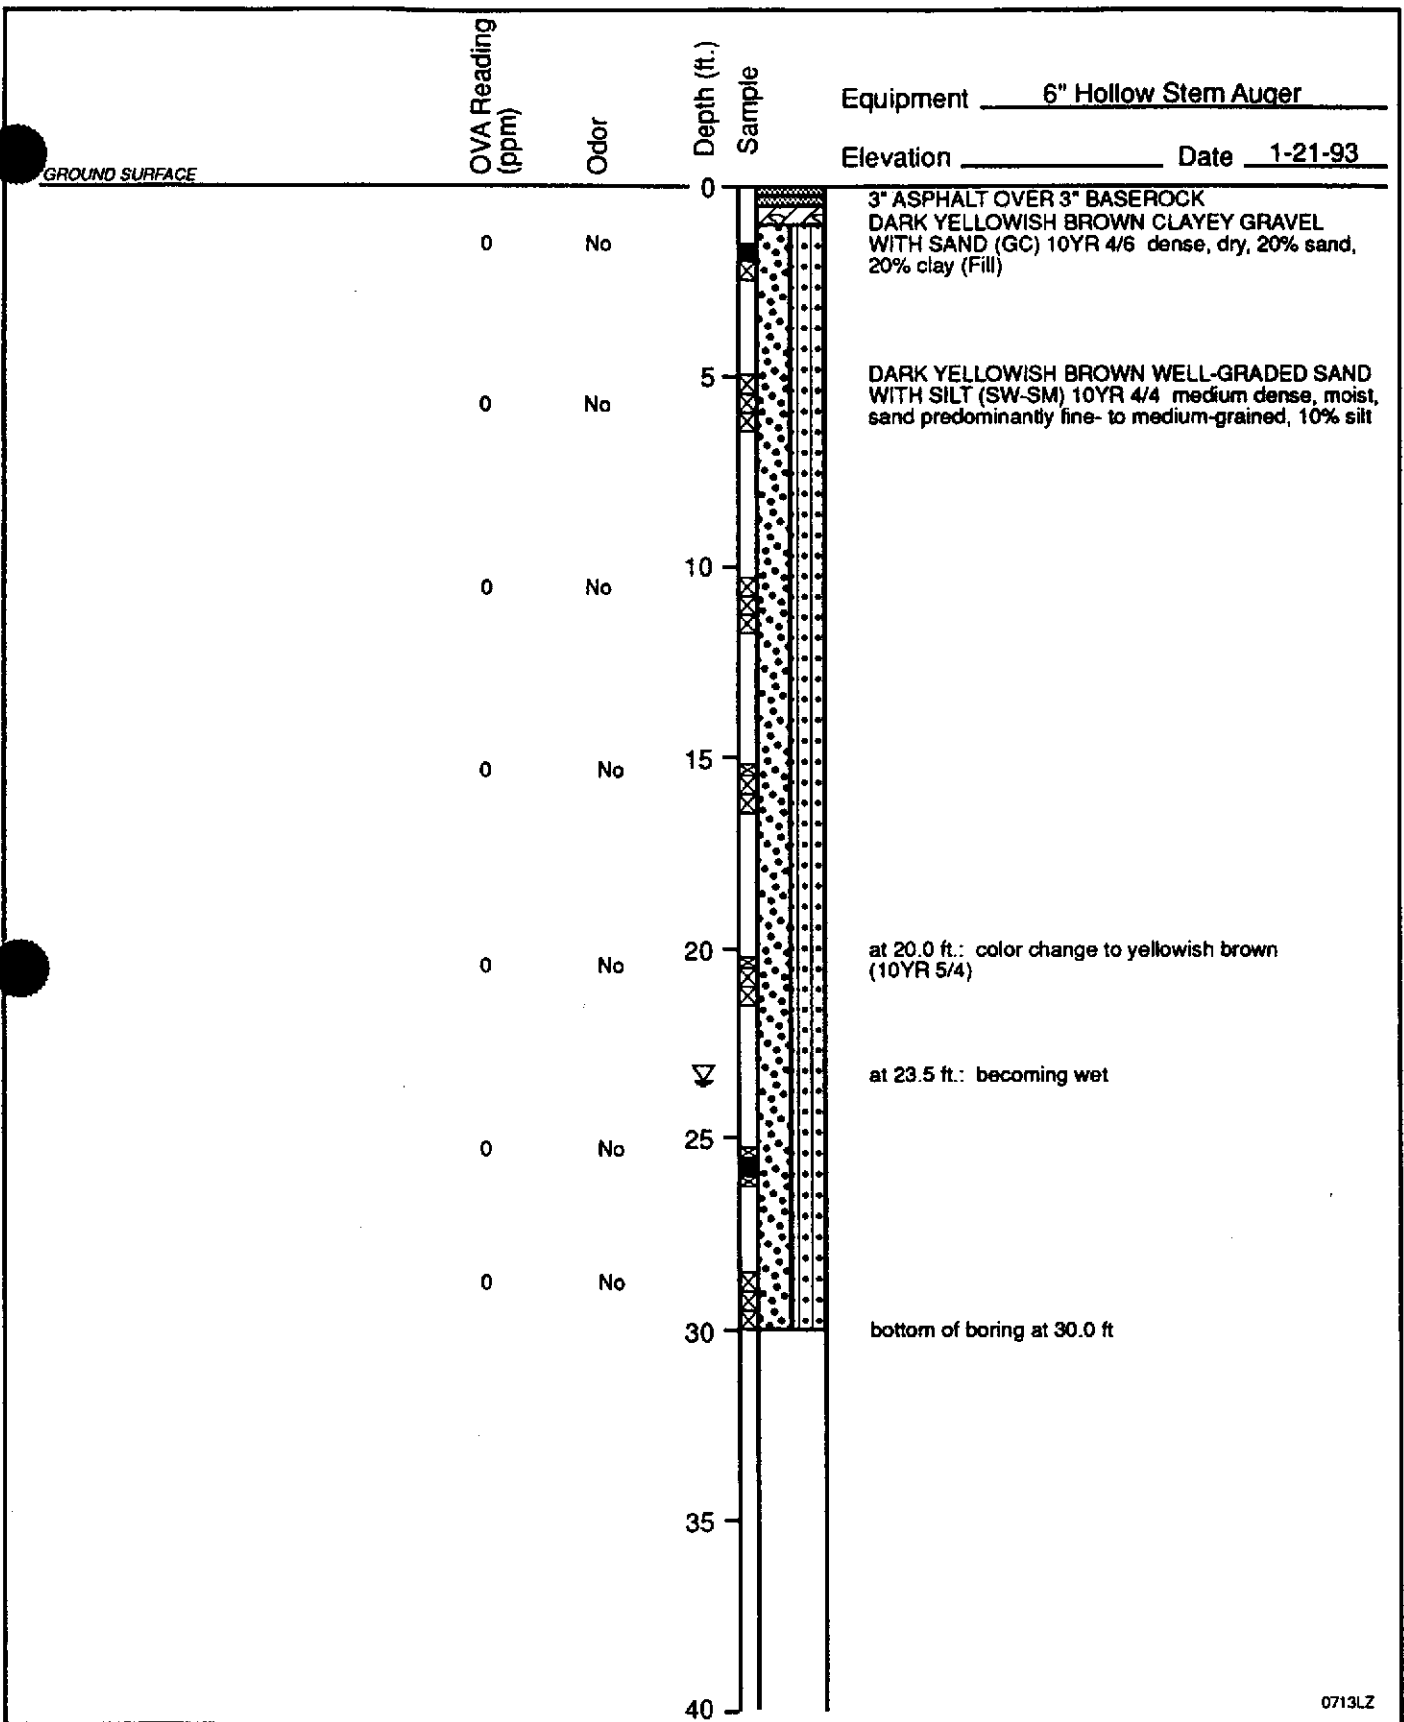 OVA Reading
(ppm)
Odor
Depth (ft.)
Sample
Equipment 6" Hollow Stem Auger
Elevation Date 1-21-93
GROUND SURFACE
0
3" ASPHALT OVER 3" BASEROCK
DARK YELLOWISH BROWN CLAYEY GRAVEL
WITH SAND (GC) 10YR 4/6 dense, dry, 20% sand,
20% clay (Fill)
0 No
5
DARK YELLOWISH BROWN WELL-GRADED SAND
WITH SILT (SW-SM) 10YR 4/4 medium dense, moist,
sand predominantly fine- to medium-grained, 10% silt
0 No
10
0 No
15
0 No
20
at 20.0 ft.: color change to yellowish brown
(10YR 5/4)
0 No
at 23.5 ft.: becoming wet
25
0 No
0 No
30
bottom of boring at 30.0 ft
35
40
0713LZ